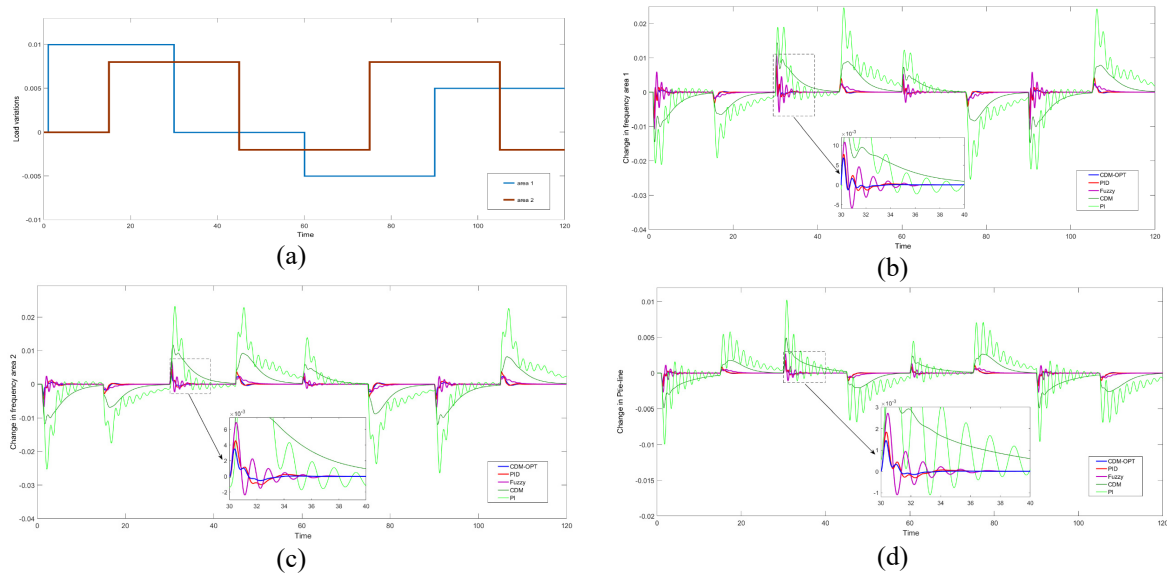 0.01
0.005
0
-0.005
-0.01
Load variations
0 20 40 60 80 100 120
Time
area 1
area 2
(a)
0.02
0.01
0
-0.01
-0.02
-0.03
-0.04
Change in frequency area 1
0 20 40 60 80 100 120
Time
×10⁻³
10
5
0
-5
30 32 34 36 38 40
CDM-OPT
PID
Fuzzy
CDM
PI
(b)
0.02
0.01
0
-0.01
-0.02
-0.03
-0.04
Change in frequency area 2
0 20 40 60 80 100 120
Time
×10⁻³
6
4
2
0
-2
30 32 34 36 38 40
CDM-OPT
PID
Fuzzy
CDM
PI
(c)
0.01
0.005
0
-0.005
-0.01
-0.015
-0.02
Change in Ptie-line
0 20 40 60 80 100 120
Time
×10⁻³
3
2
1
0
-1
30 32 34 36 38 40
CDM-OPT
PID
Fuzzy
CDM
PI
(d)